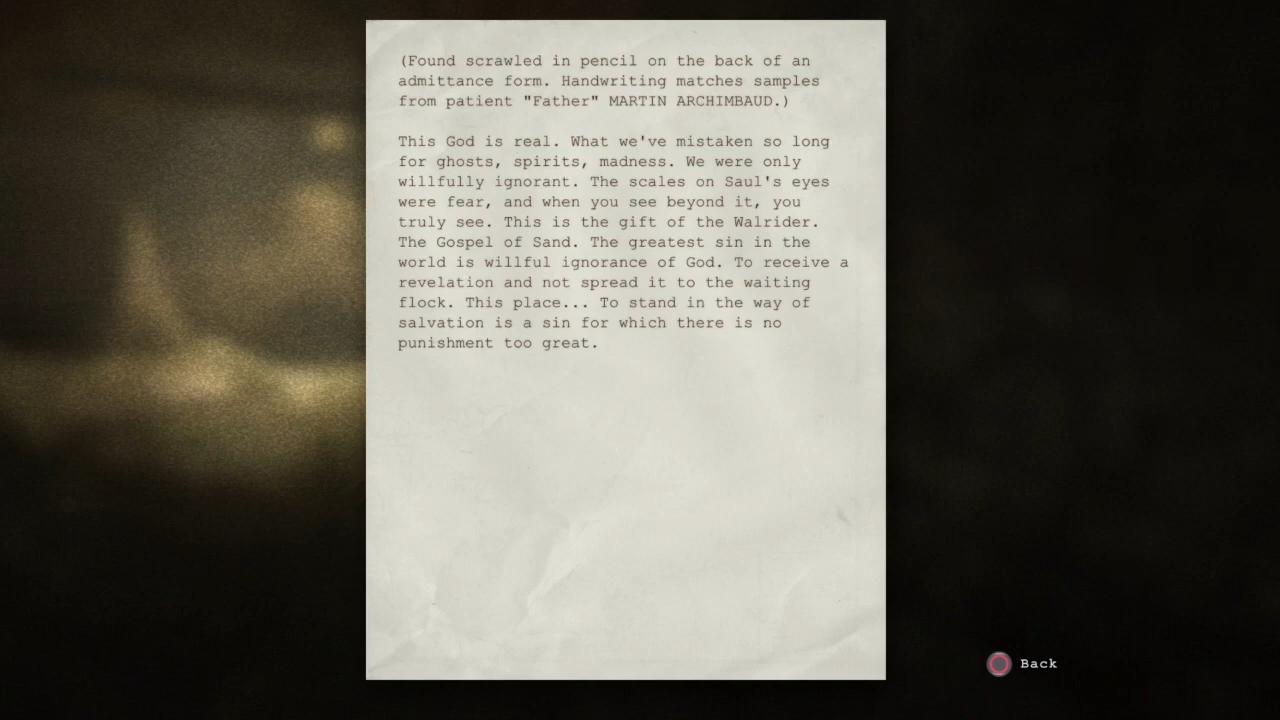 (Found scrawled in pencil on the back of an
admittance form. Handwriting matches samples
from patient "Father" MARTIN ARCHIMBAUD.)
This God is real. What we've mistaken so long
for ghosts, spirits, madness. We were only
willfully ignorant. The scales on Saul's eyes
were fear, and when you see beyond it, you
truly see. This is the gift of the Walrider.
The Gospel of Sand. The greatest sin in the
world is willful ignorance of God. To receive a
revelation and not spread it to the waiting
flock. This place... To stand in the way of
salvation is a sin for which there is no
punishment too great.
Back